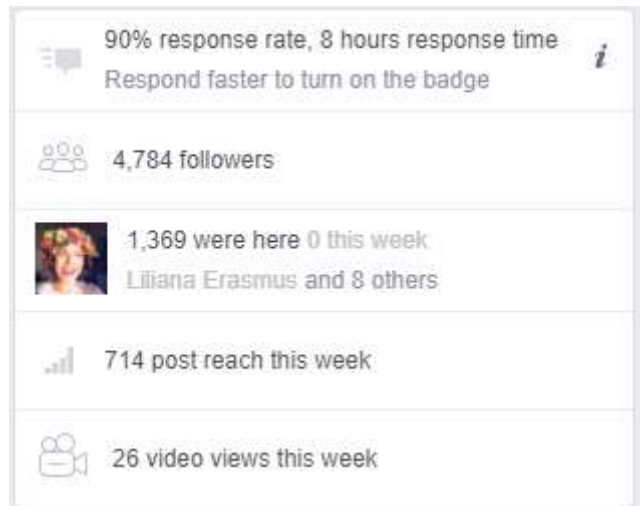 90% response rate, 8 hours response time
i
Respond faster to turn on the badge
4,784 followers
1,369 were here 0 this week
Liliana Erasmus and 8 others
714 post reach this week
26 video views this week